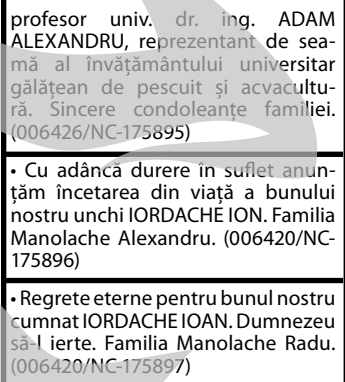 profesor univ. dr. ing. ADAM
ALEXANDRU, reprezentant de sea-
mă al învățământului universitar
gălățean de pescuit și acvacultu-
ră. Sincere condoleanțe familiei.
(006426/NC-175895)
• Cu adâncă durere în suflet anun-
țăm încetarea din viață a bunului
nostru unchi IORDACHE ION. Familia
Manolache Alexandru. (006420/NC-
175896)
• Regrete eterne pentru bunul nostru
cumnat IORDACHE IOAN. Dumnezeu
să-l ierte. Familia Manolache Radu.
(006420/NC-175897)